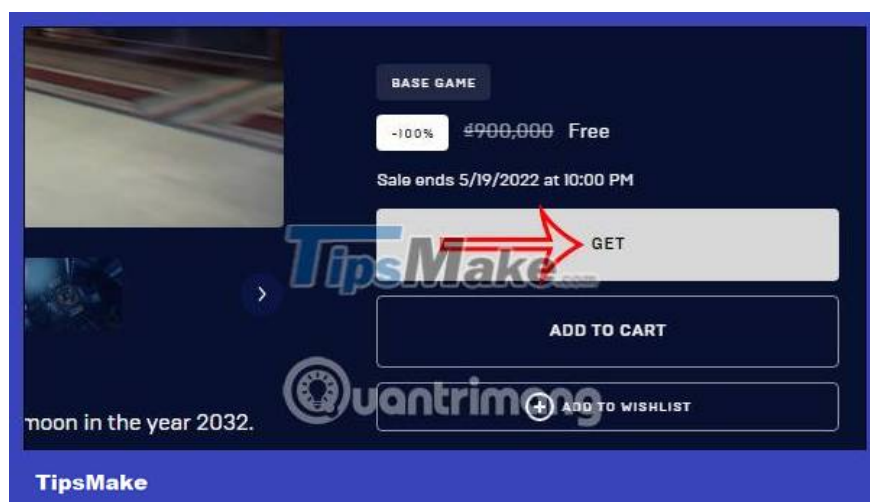 BASE GAME
-100% ₫900,000 Free
Sale ends 5/19/2022 at 10:00 PM
GET
TipsMake.com
ADD TO CART
Quantrimang
ADD TO WISHLIST
moon in the year 2032.
TipsMake